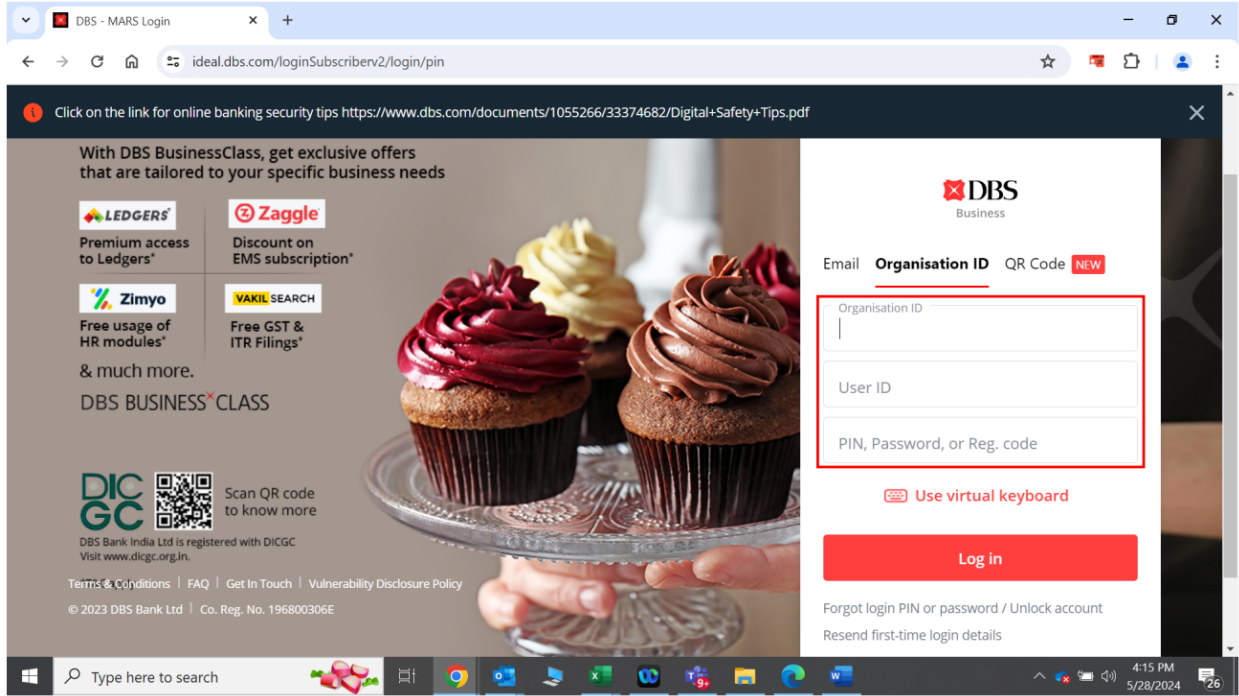 DBS - MARS Login
ideal.dbs.com/loginSubscriberv2/login/pin
Click on the link for online banking security tips https://www.dbs.com/documents/1055266/33374682/Digital+Safety+Tips.pdf
With DBS BusinessClass, get exclusive offers
that are tailored to your specific business needs
LEDGERS
Zaggle
Premium access
to Ledgers*
Discount on
EMS subscription*
Zimyo
VAKILSEARCH
Free usage of
HR modules*
Free GST &
ITR Filings*
& much more.
DBS BUSINESS CLASS
DIC
GC
Scan QR code
to know more
DBS Bank India Ltd is registered with DICGC
Visit www.dicgc.org.in.
Terms & Conditions | FAQ | Get In Touch | Vulnerability Disclosure Policy
© 2023 DBS Bank Ltd | Co. Reg. No. 196800306E
DBS
Business
Email Organisation ID QR Code NEW
Organisation ID
User ID
PIN, Password, or Reg. code
Use virtual keyboard
Log in
Forgot login PIN or password / Unlock account
Resend first-time login details
Type here to search
9+
4:15 PM
5/28/2024
26